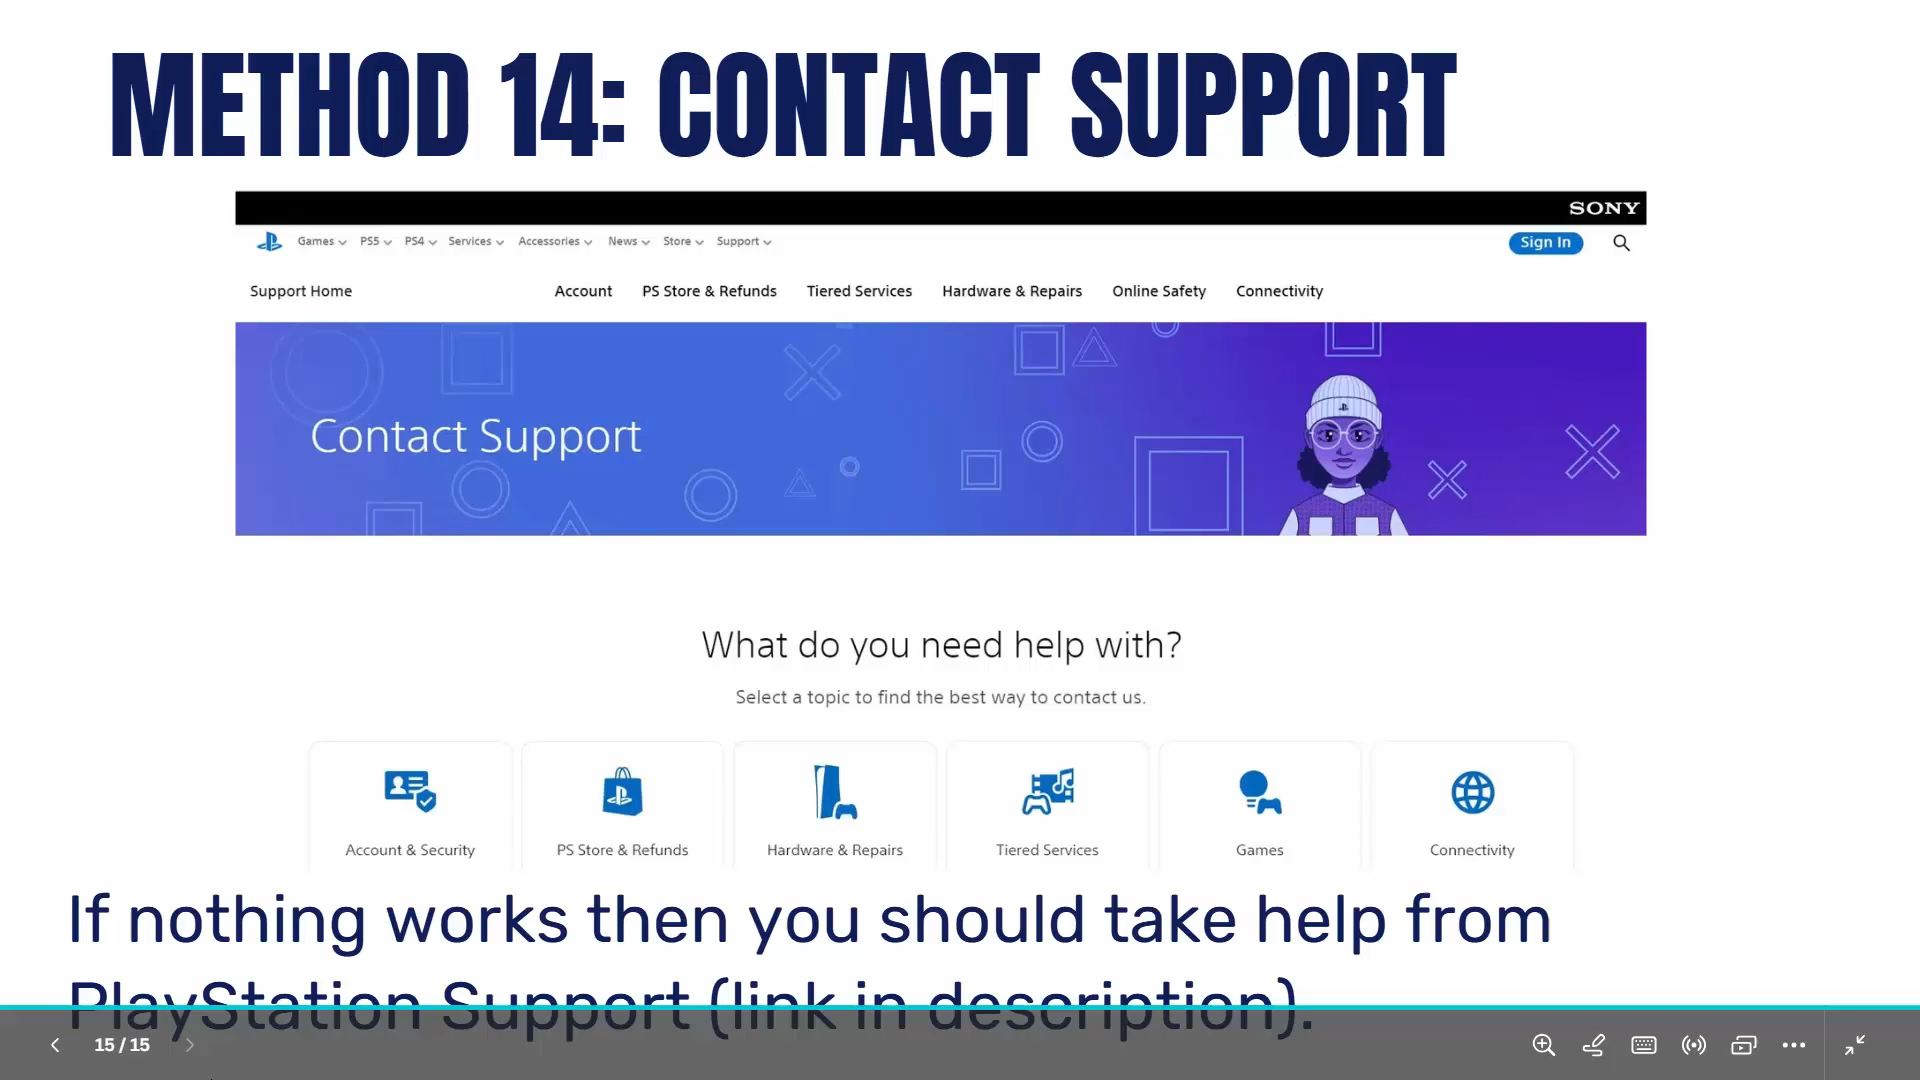 METHOD 14: CONTACT SUPPORT
SONY
Games PS5 PS4 Services Accessories News Store Support Sign In
Support Home Account PS Store & Refunds Tiered Services Hardware & Repairs Online Safety Connectivity
Contact Support
What do you need help with?
Select a topic to find the best way to contact us.
Account & Security PS Store & Refunds Hardware & Repairs Tiered Services Games Connectivity
If nothing works then you should take help from
PlayStation Support (link in description).
15 / 15